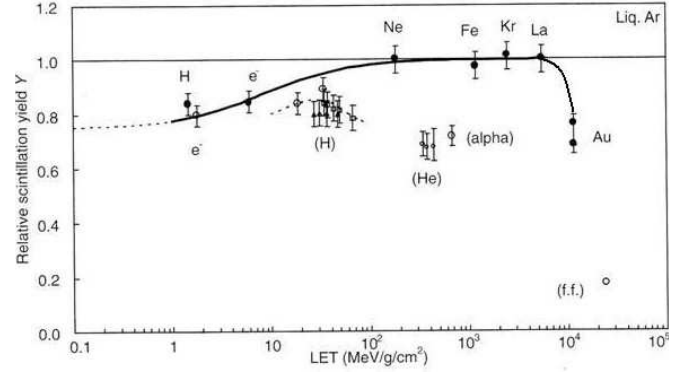 1.2
Liq. Ar
Ne
Fe
Kr
La
1.0
H
e⁻
0.8
e⁻
(H)
(He)
(alpha)
Au
0.6
0.4
0.2
(f.f.)
0.0
0.1
1
10
10²
10³
10⁴
10⁵
LET (MeV/g/cm²)
Relative scintillation yield Y